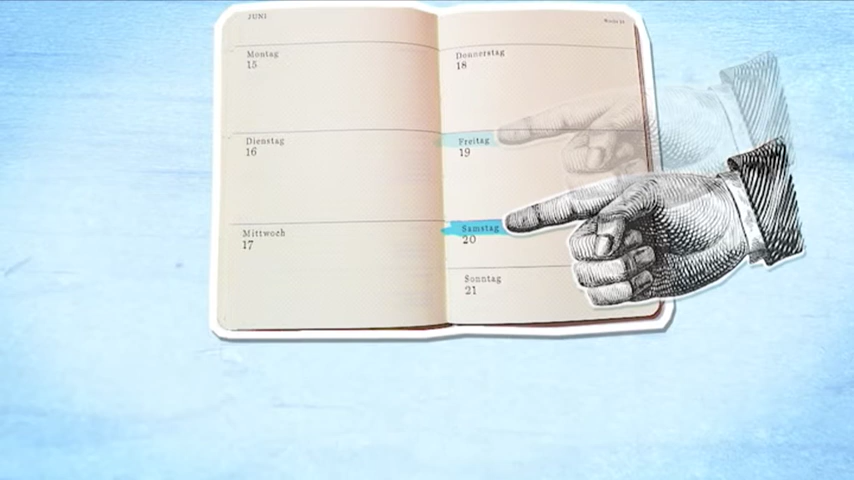 JUNI
Montag
15
Dienstag
16
Mittwoch
17
Donnerstag
18
Freitag
19
Samstag
20
Sonntag
21